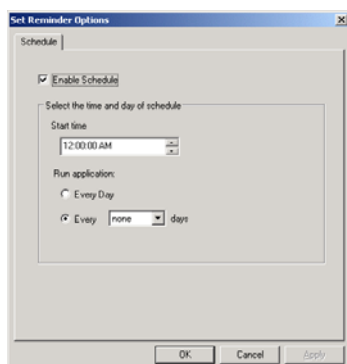 Set Reminder Options
Schedule
Enable Schedule
Select the time and day of schedule
Start time
12:00:00 AM
Run application:
Every Day
Every none days
OK Cancel Apply